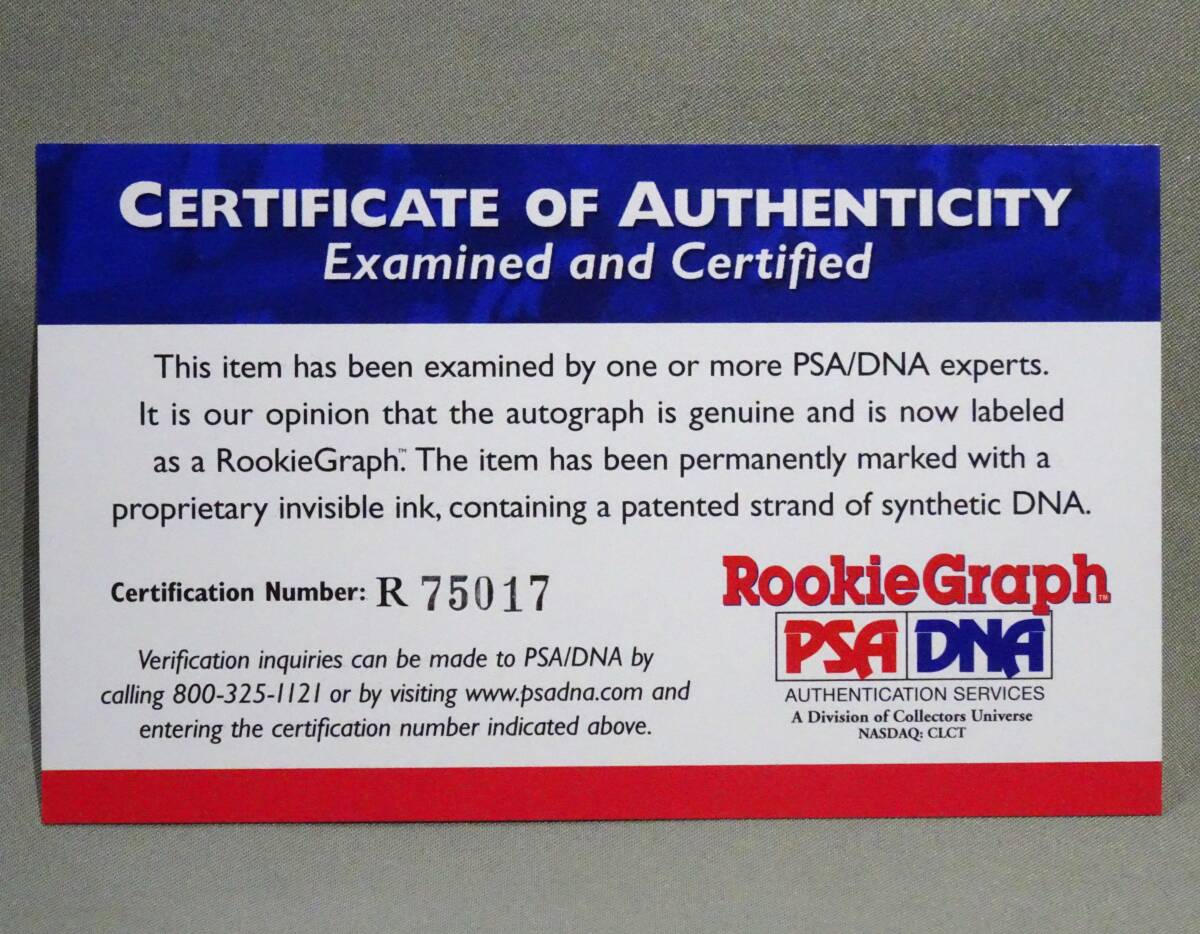 CERTIFICATE OF AUTHENTICITY
Examined and Certified
This item has been examined by one or more PSA/DNA experts.
It is our opinion that the autograph is genuine and is now labeled
as a RookieGraph™. The item has been permanently marked with a
proprietary invisible ink, containing a patented strand of synthetic DNA.
Certification Number: R 75017
Verification inquiries can be made to PSA/DNA by
calling 800-325-1121 or by visiting www.psadna.com and
entering the certification number indicated above.
RookieGraph™
PSA DNA
AUTHENTICATION SERVICES
A Division of Collectors Universe
NASDAQ: CLCT